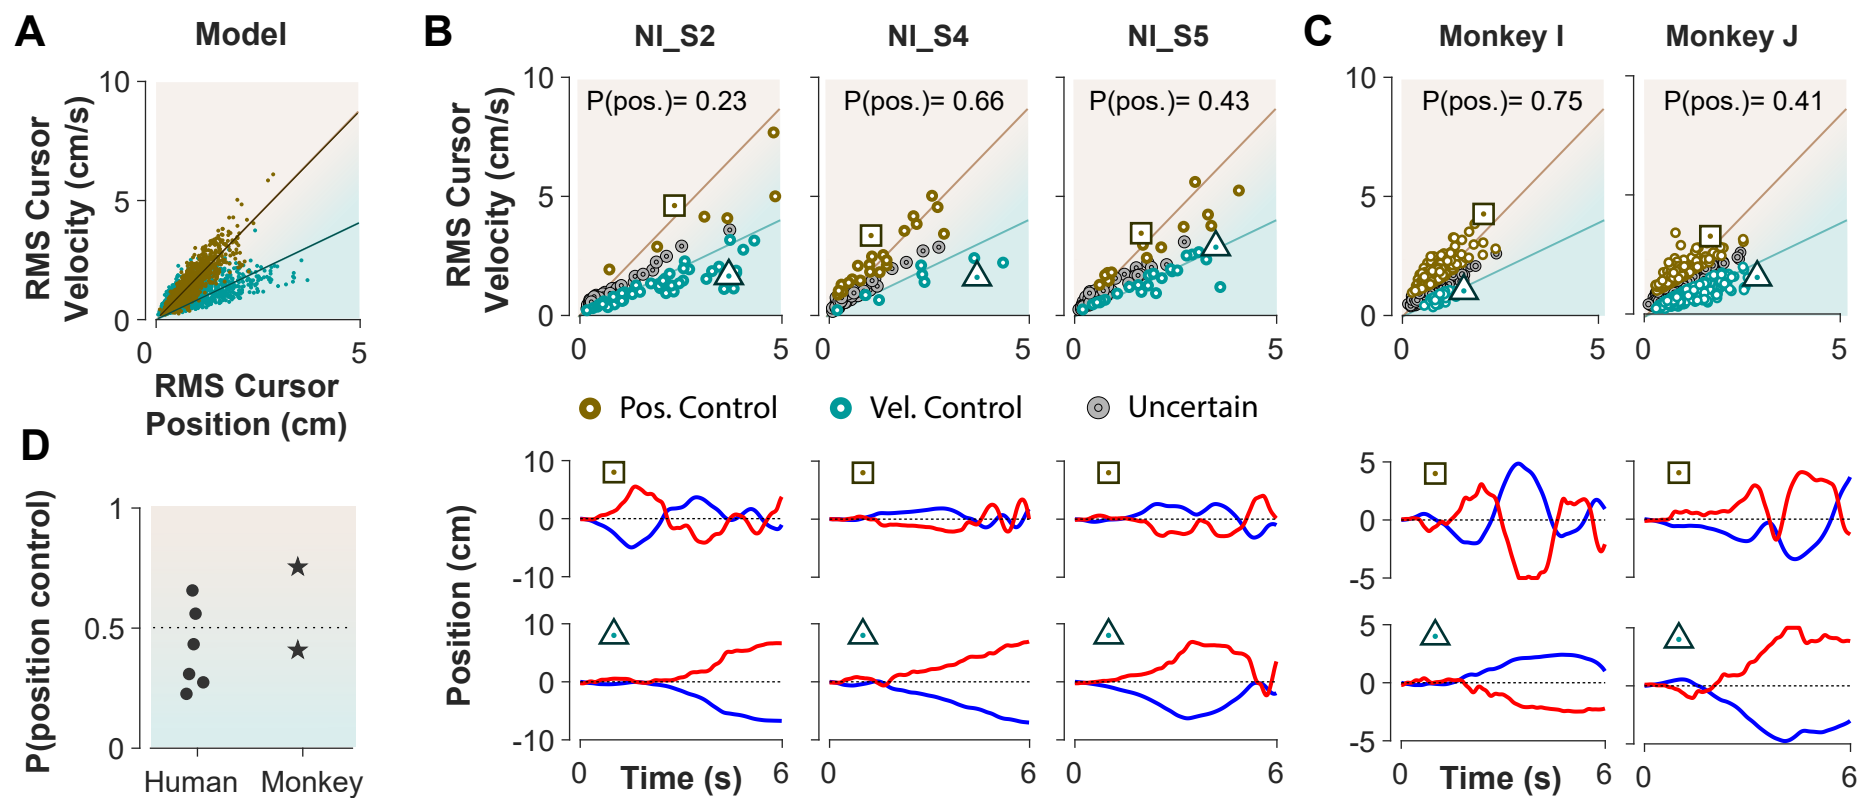 A
Model
RMS Cursor
Velocity (cm/s)
10
5
0
0
5
RMS Cursor
Position (cm)
B
NI_S2
NI_S4
NI_S5
RMS Cursor
Velocity (cm/s)
10
5
0
P(pos.)= 0.23
P(pos.)= 0.66
P(pos.)= 0.43
0
5
0
5
0
5
C
Monkey I
Monkey J
10
5
0
P(pos.)= 0.75
P(pos.)= 0.41
0
5
0
5
Pos. Control
Vel. Control
Uncertain
Position (cm)
10
0
-10
10
0
-10
0
Time (s)
6
0
6
0
6
5
0
-5
5
0
-5
0
Time (s)
6
0
6
D
P(position control)
1
0.5
0
Human
Monkey